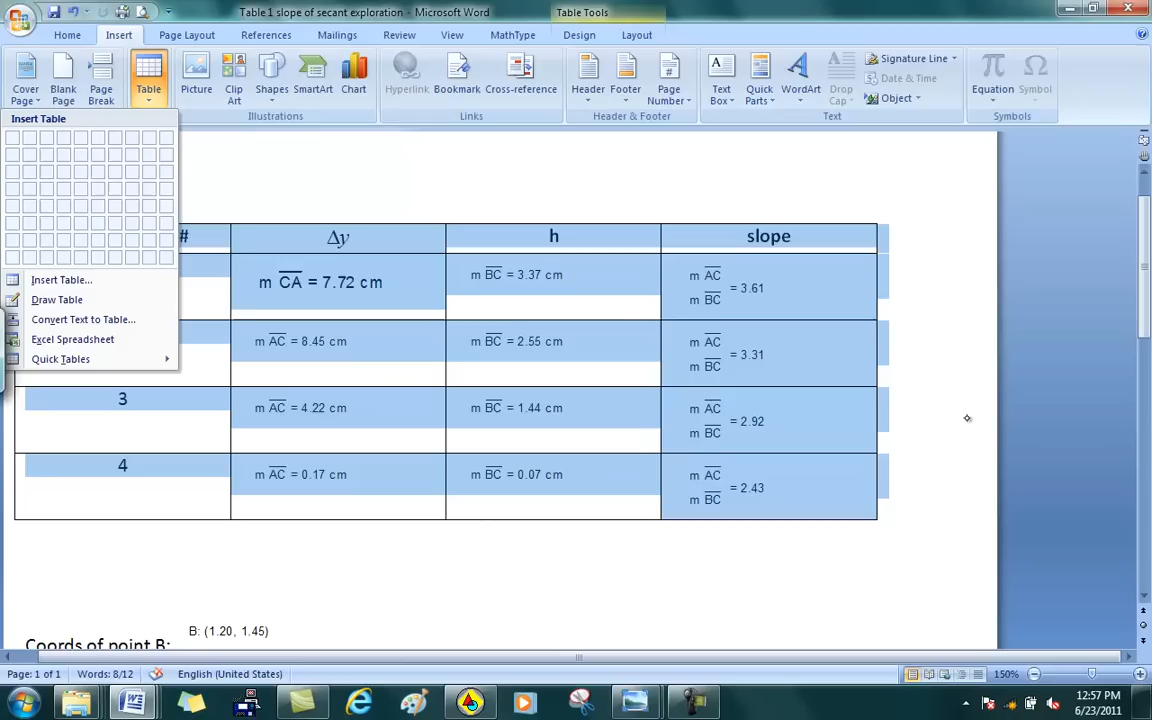 Table 1 slope of secant exploration - Microsoft Word
Table Tools
Home Insert Page Layout References Mailings Review View MathType Design Layout
Cover Page
Blank Page
Page Break
Table
Picture
Clip Art
Shapes
SmartArt
Chart
Hyperlink
Bookmark
Cross-reference
Header
Footer
Page Number
Text Box
Quick Parts
WordArt
Drop Cap
Signature Line
Date & Time
Object
Equation
Symbol
Illustrations Links Header & Footer Text Symbols
Insert Table
Insert Table...
Draw Table
Convert Text to Table...
Excel Spreadsheet
Quick Tables
# Δy h slope
m CA = 7.72 cm m BC = 3.37 cm m AC / m BC = 3.61
m AC = 8.45 cm m BC = 2.55 cm m AC / m BC = 3.31
3 m AC = 4.22 cm m BC = 1.44 cm m AC / m BC = 2.92
4 m AC = 0.17 cm m BC = 0.07 cm m AC / m BC = 2.43
Coords of point B: B: (1.20, 1.45)
Page: 1 of 1 Words: 8/12 English (United States) 150%
12:57 PM
6/23/2011